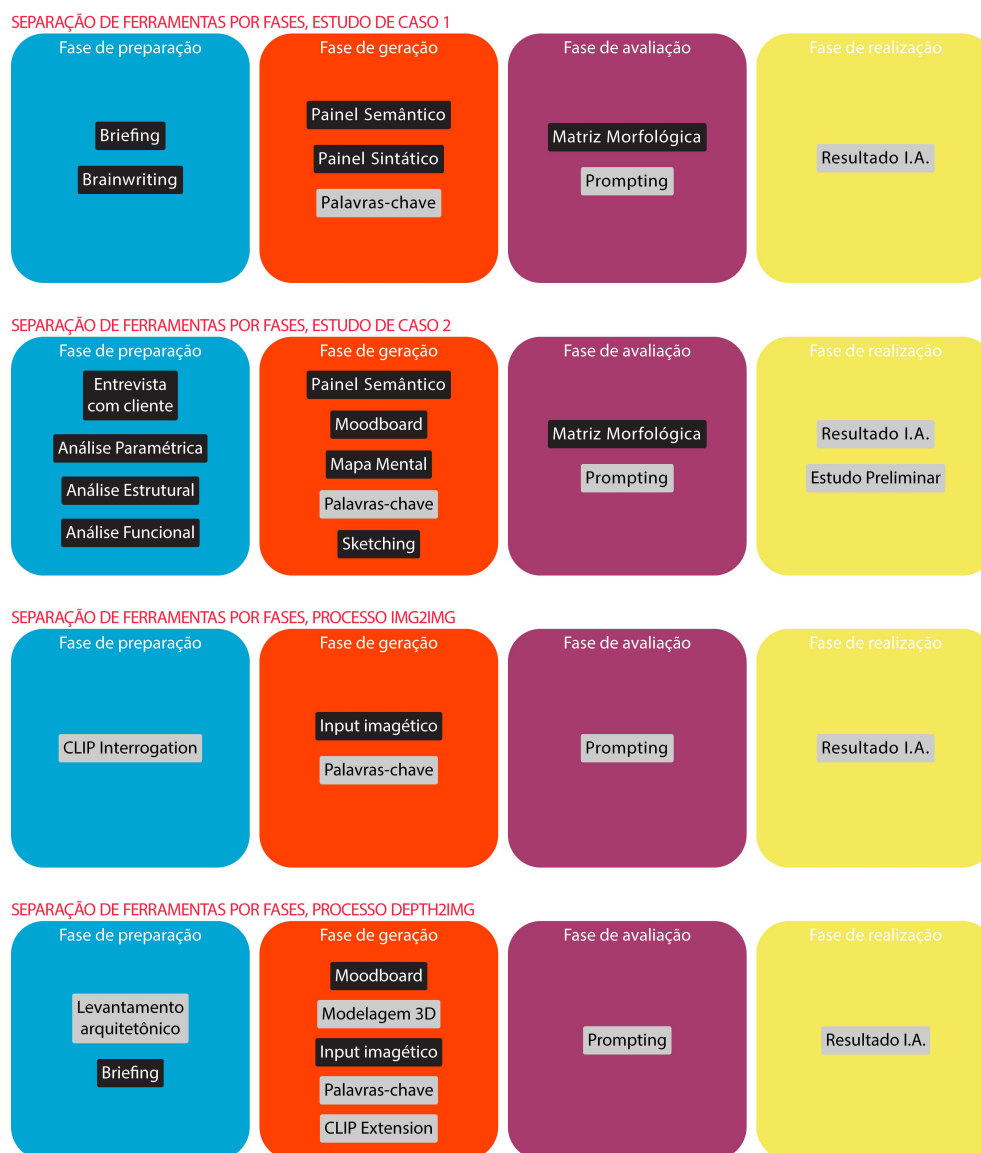 SEPARAÇÃO DE FERRAMENTAS POR FASES, ESTUDO DE CASO 1
Fase de preparação
Briefing
Brainwriting
Fase de geração
Painel Semântico
Painel Sintático
Palavras-chave
Fase de avaliação
Matriz Morfológica
Prompting
Fase de realização
Resultado I.A.
SEPARAÇÃO DE FERRAMENTAS POR FASES, ESTUDO DE CASO 2
Fase de preparação
Entrevista
com cliente
Análise Paramétrica
Análise Estrutural
Análise Funcional
Fase de geração
Painel Semântico
Moodboard
Mapa Mental
Palavras-chave
Sketching
Fase de avaliação
Matriz Morfológica
Prompting
Fase de realização
Resultado I.A.
Estudo Preliminar
SEPARAÇÃO DE FERRAMENTAS POR FASES, PROCESSO IMG2IMG
Fase de preparação
CLIP Interrogation
Fase de geração
Input imagético
Palavras-chave
Fase de avaliação
Prompting
Fase de realização
Resultado I.A.
SEPARAÇÃO DE FERRAMENTAS POR FASES, PROCESSO DEPTH2IMG
Fase de preparação
Levantamento
arquitetônico
Briefing
Fase de geração
Moodboard
Modelagem 3D
Input imagético
Palavras-chave
CLIP Extension
Fase de avaliação
Prompting
Fase de realização
Resultado I.A.